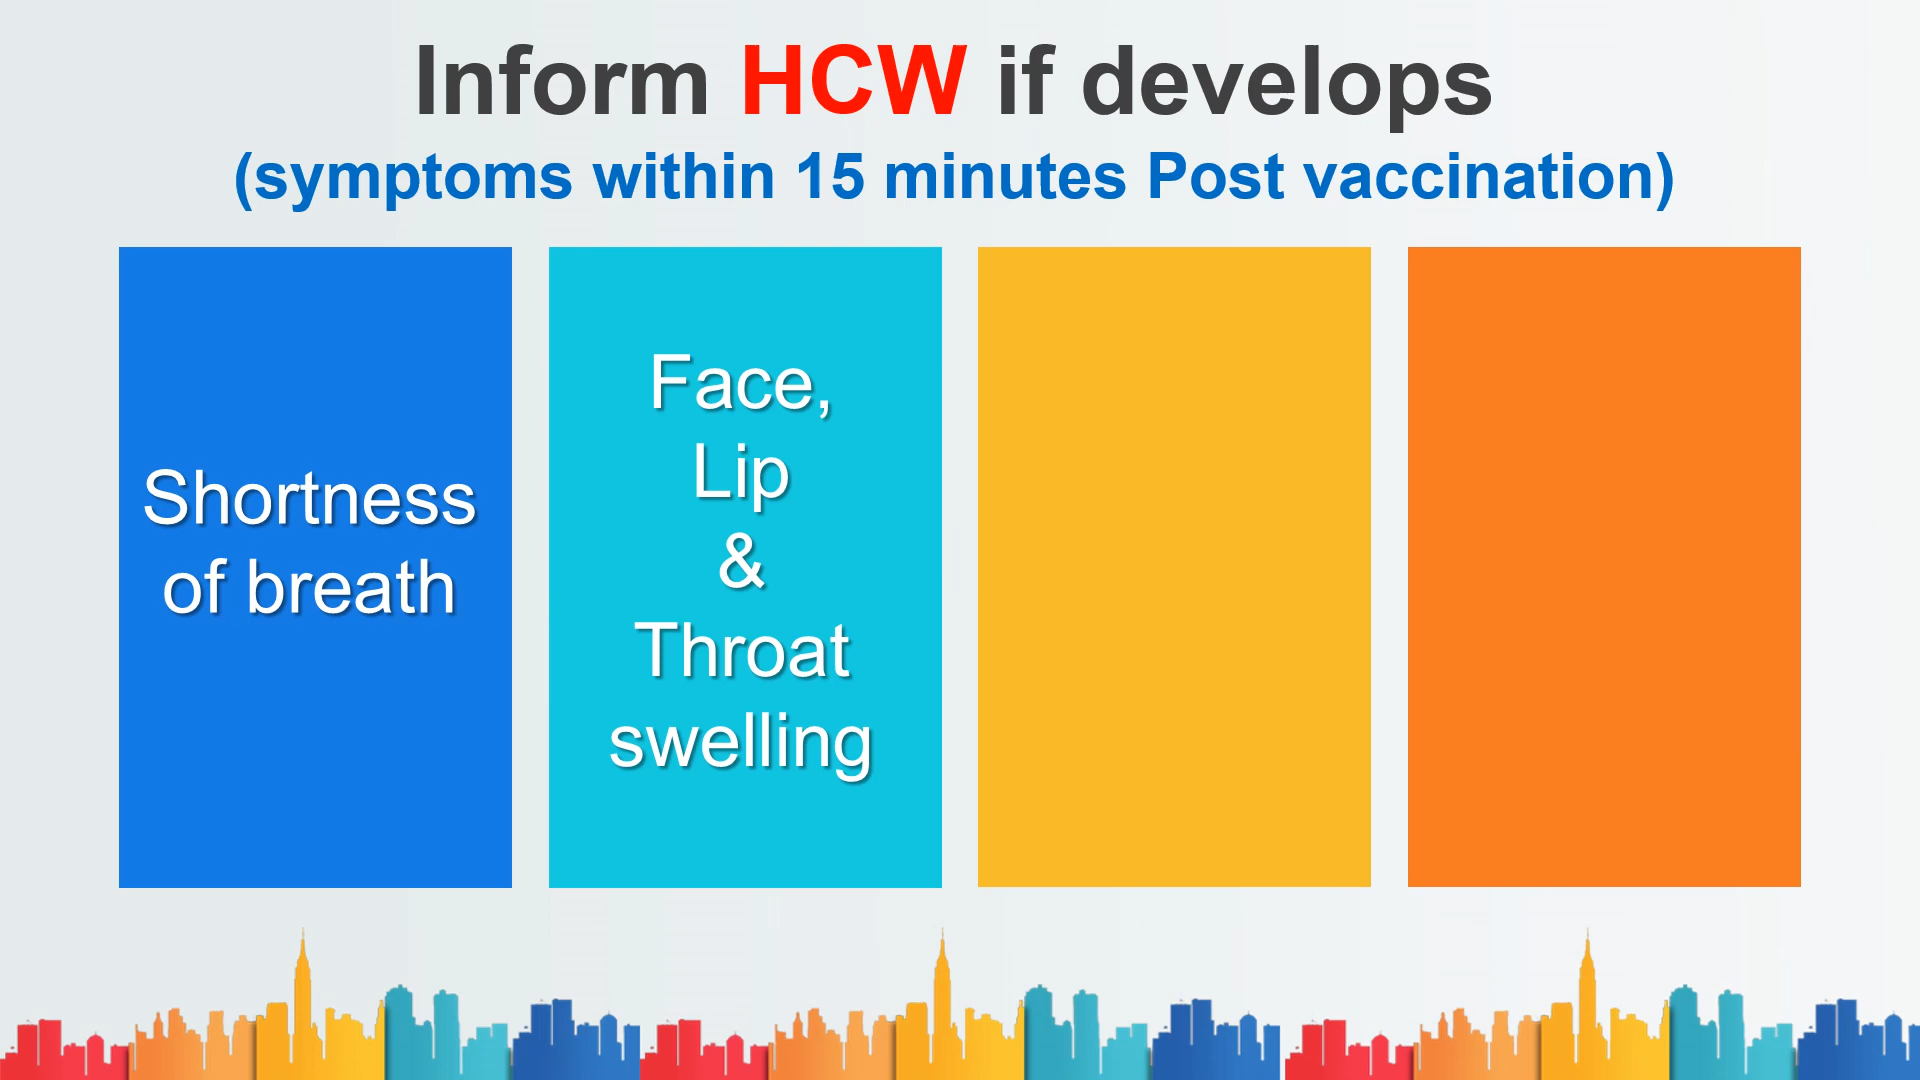 Inform HCW if develops
(symptoms within 15 minutes Post vaccination)
Shortness
of breath
Face,
Lip
&
Throat
swelling